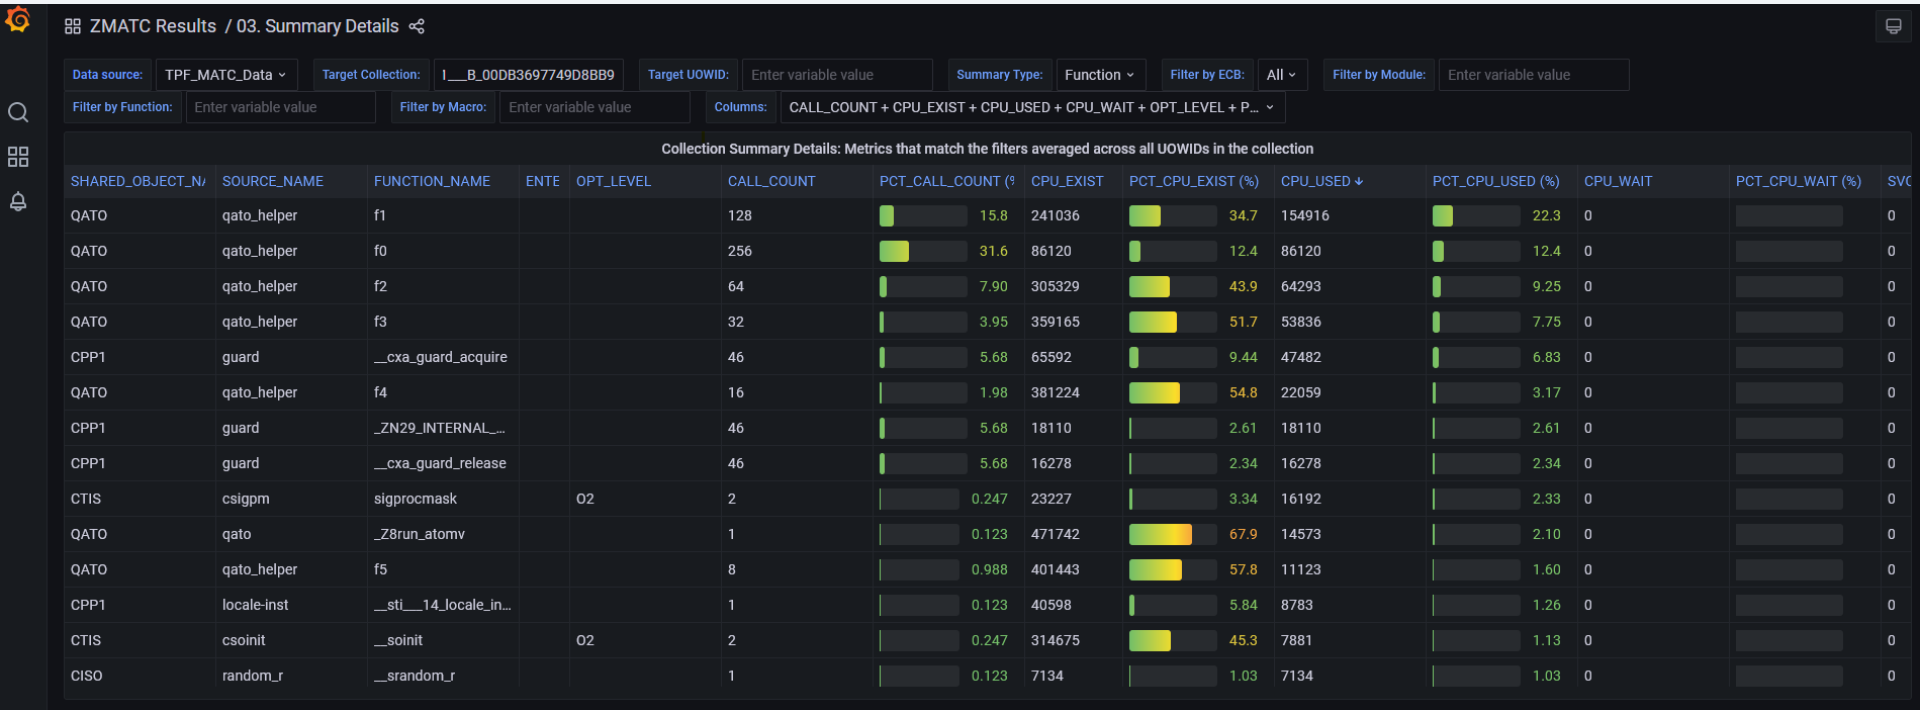 ZMATC Results / 03. Summary Details
Data source: TPF_MATC_Data Target Collection: 1___B_00DB3697749D8BB9 Target UOWID: Enter variable value Summary Type: Function Filter by ECB: All Filter by Module: Enter variable value
Filter by Function: Enter variable value Filter by Macro: Enter variable value Columns: CALL_COUNT + CPU_EXIST + CPU_USED + CPU_WAIT + OPT_LEVEL + P...
Collection Summary Details: Metrics that match the filters averaged across all UOWIDs in the collection
SHARED_OBJECT_NA SOURCE_NAME FUNCTION_NAME ENTE OPT_LEVEL CALL_COUNT PCT_CALL_COUNT (% CPU_EXIST PCT_CPU_EXIST (%) CPU_USED PCT_CPU_USED (%) CPU_WAIT PCT_CPU_WAIT (%) SVC
QATO qato_helper f1 128 15.8 241036 34.7 154916 22.3 0 0
QATO qato_helper f0 256 31.6 86120 12.4 86120 12.4 0 0
QATO qato_helper f2 64 7.90 305329 43.9 64293 9.25 0 0
QATO qato_helper f3 32 3.95 359165 51.7 53836 7.75 0 0
CPP1 guard __cxa_guard_acquire 46 5.68 65592 9.44 47482 6.83 0 0
QATO qato_helper f4 16 1.98 381224 54.8 22059 3.17 0 0
CPP1 guard _ZN29_INTERNAL_... 46 5.68 18110 2.61 18110 2.61 0 0
CPP1 guard __cxa_guard_release 46 5.68 16278 2.34 16278 2.34 0 0
CTIS csigpm sigprocmask O2 2 0.247 23227 3.34 16192 2.33 0 0
QATO qato _Z8run_atomv 1 0.123 471742 67.9 14573 2.10 0 0
QATO qato_helper f5 8 0.988 401443 57.8 11123 1.60 0 0
CPP1 locale-inst __sti___14_locale_in... 1 0.123 40598 5.84 8783 1.26 0 0
CTIS csoinit __soinit O2 2 0.247 314675 45.3 7881 1.13 0 0
CISO random_r __srandom_r 1 0.123 7134 1.03 7134 1.03 0 0